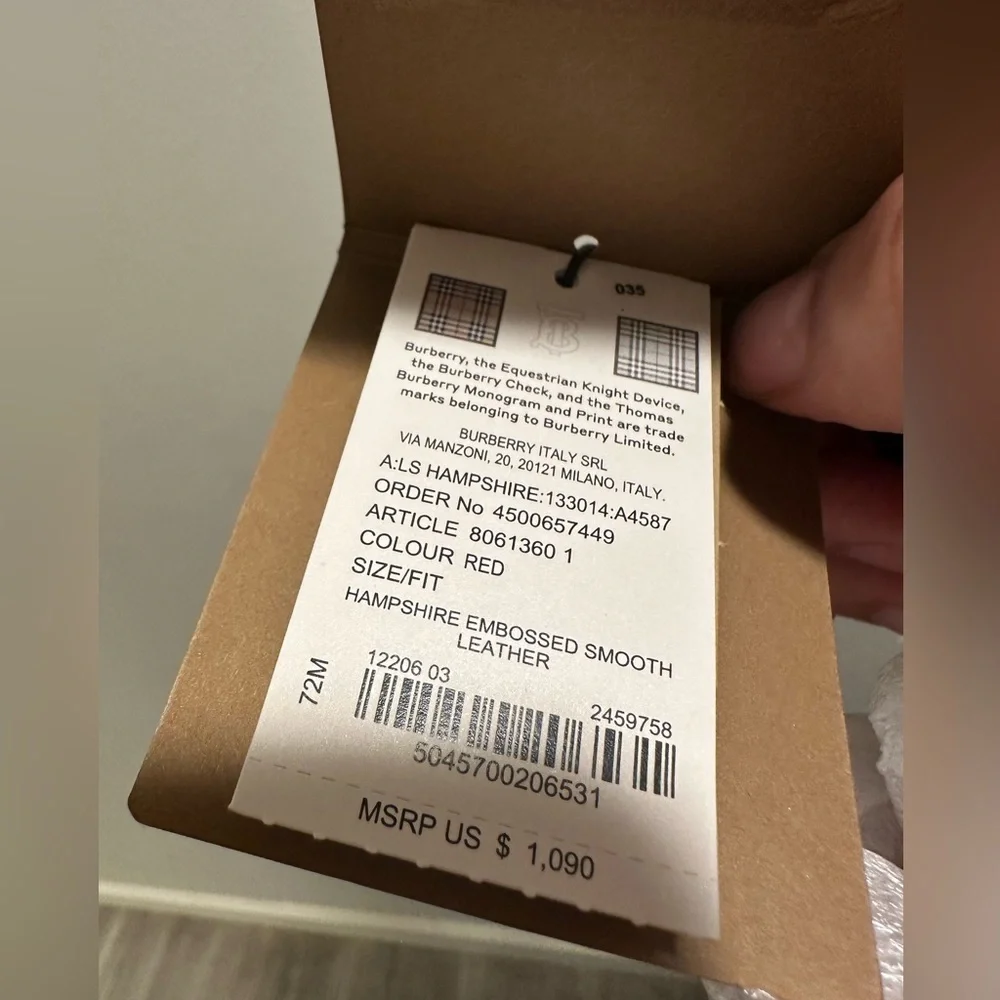 035
Burberry, the Equestrian Knight Device,
the Burberry Check, and the Thomas
Burberry Monogram and Print are trade
marks belonging to Burberry Limited.
BURBERRY ITALY SRL
VIA MANZONI, 20, 20121 MILANO, ITALY.
A:LS HAMPSHIRE:133014:A4587
ORDER No 4500657449
ARTICLE 8061360 1
COLOUR RED
SIZE/FIT
HAMPSHIRE EMBOSSED SMOOTH
LEATHER
72M
12206 03
2459758
5045700206531
MSRP US $ 1,090